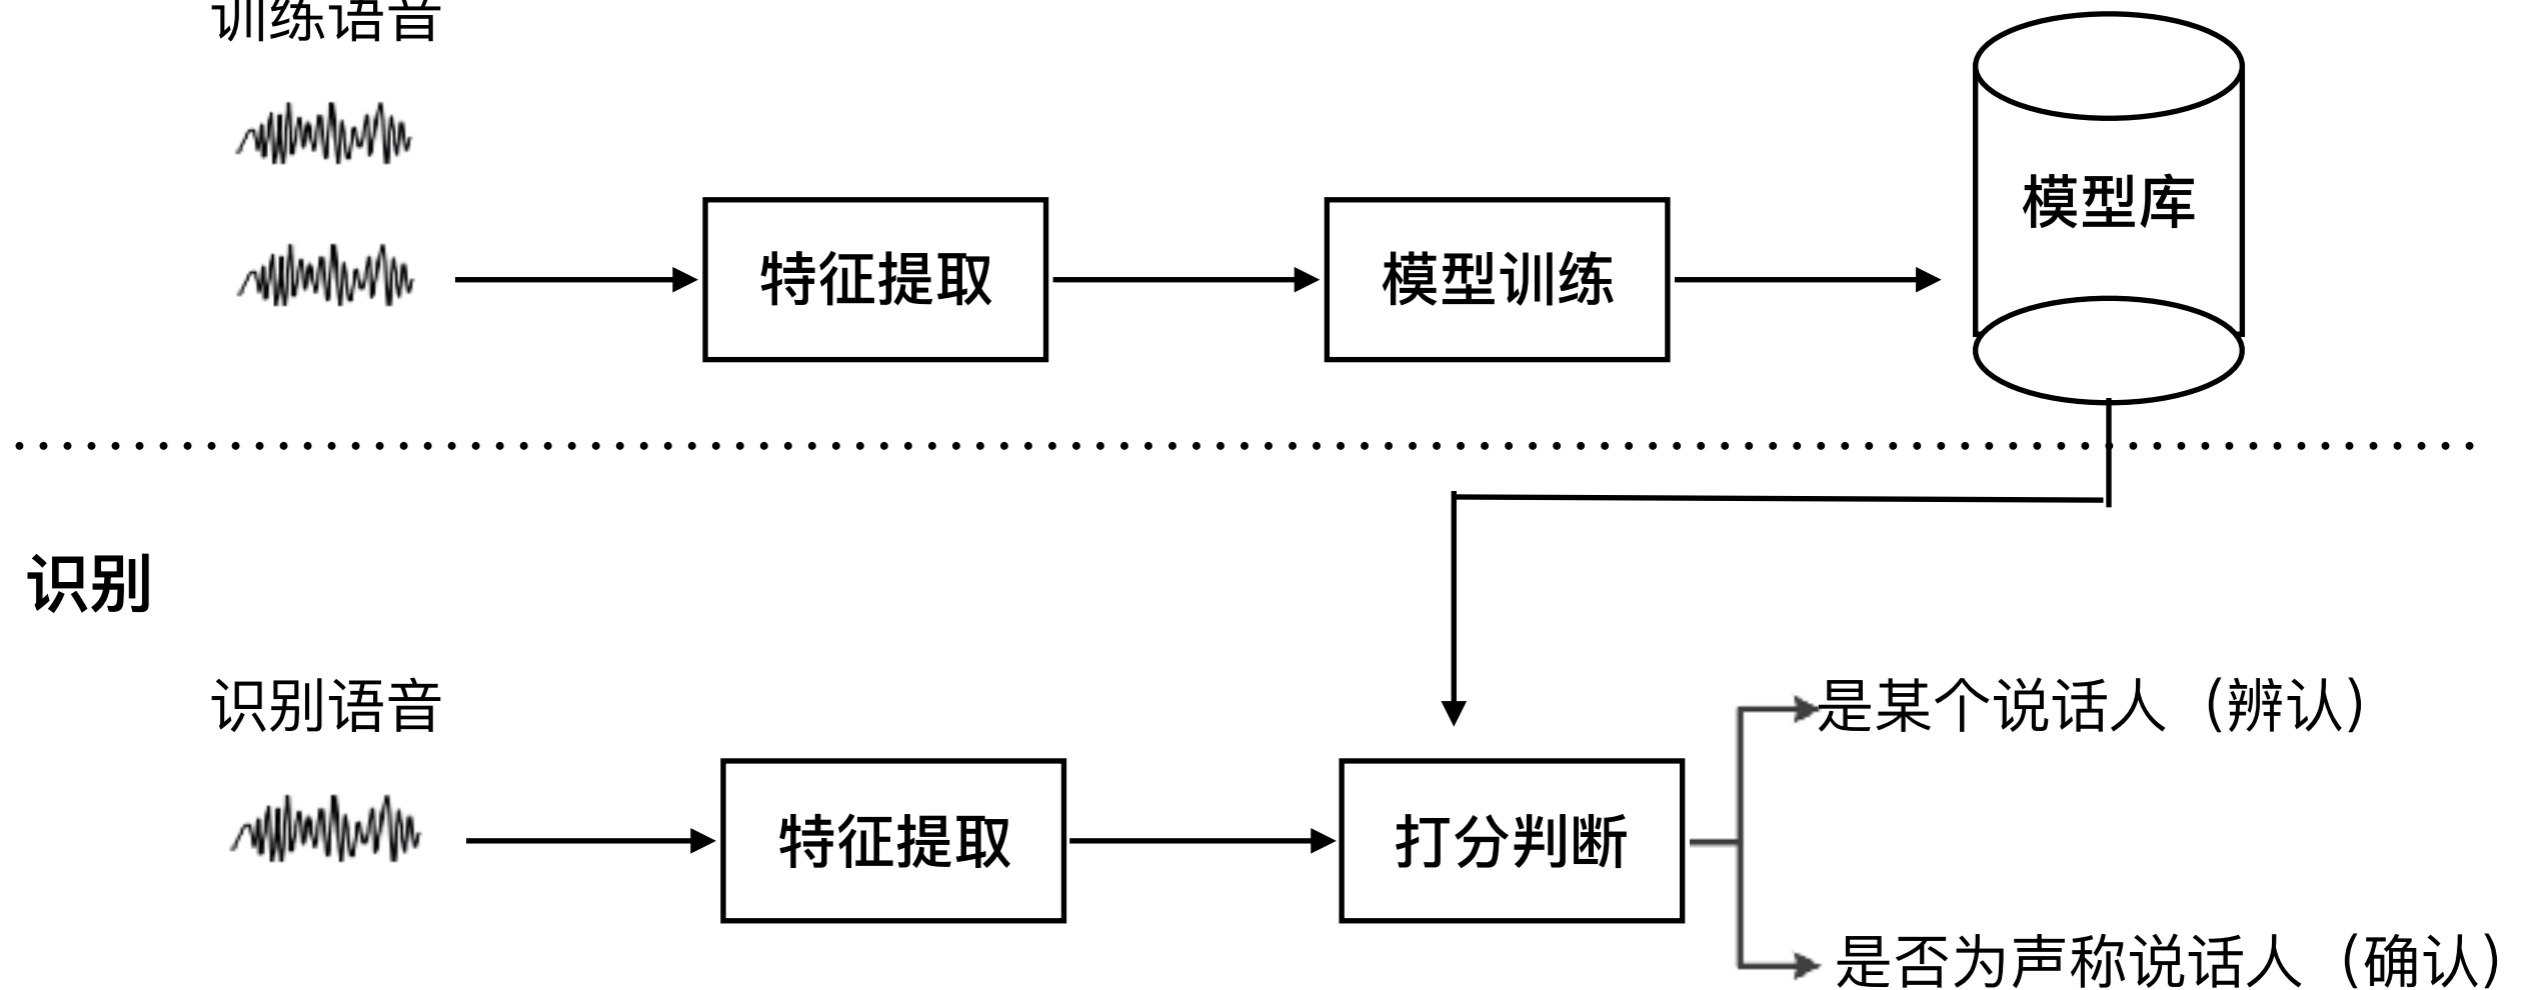 训练语音
模型库
特征提取
模型训练
识别
识别语音
是某个说话人（辨认）
特征提取
打分判断
是否为声称说话人（确认）